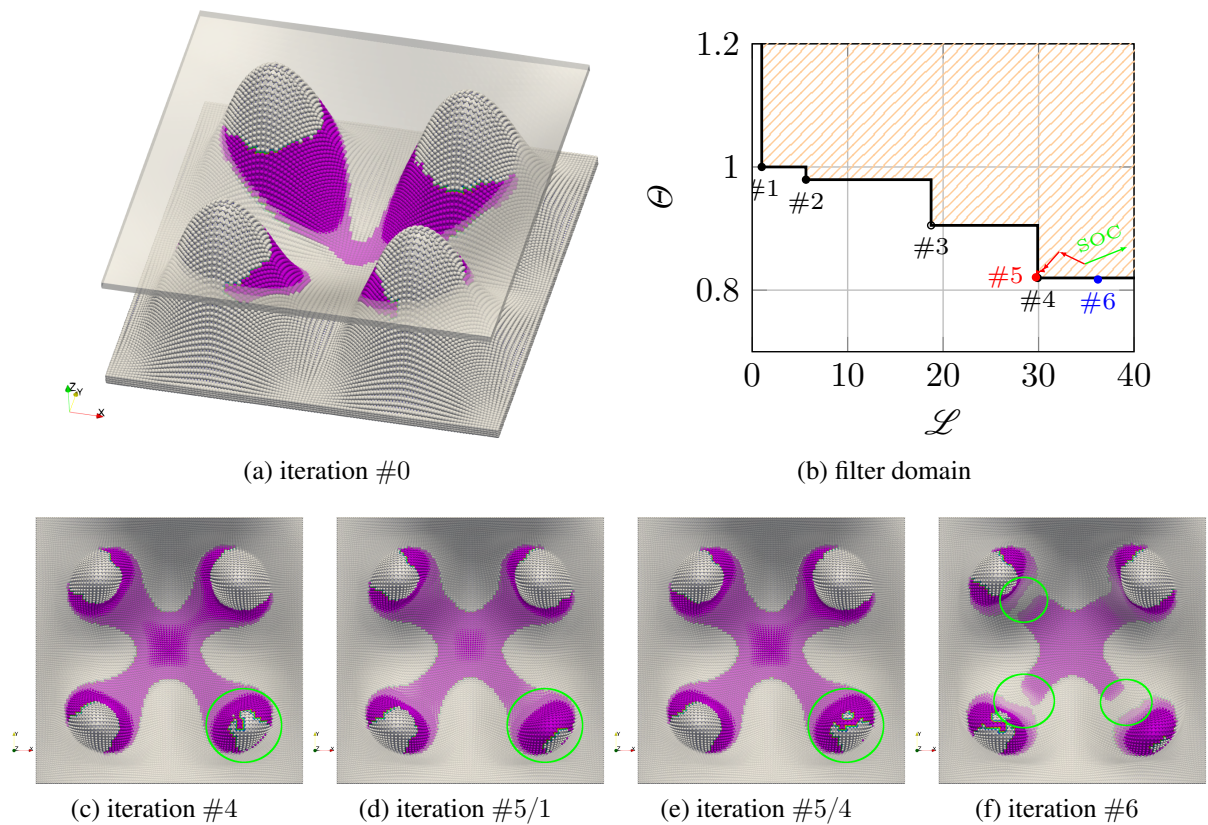 Z
Y
X
(a) iteration #0
1.2
1
0.8
Θ
#1
#2
#3
#4
#5
#6
SOC
0
10
20
30
40
ℒ
(b) filter domain
Y
Z
X
(c) iteration #4
Y
Z
X
(d) iteration #5/1
Y
Z
X
(e) iteration #5/4
Y
Z
X
(f) iteration #6